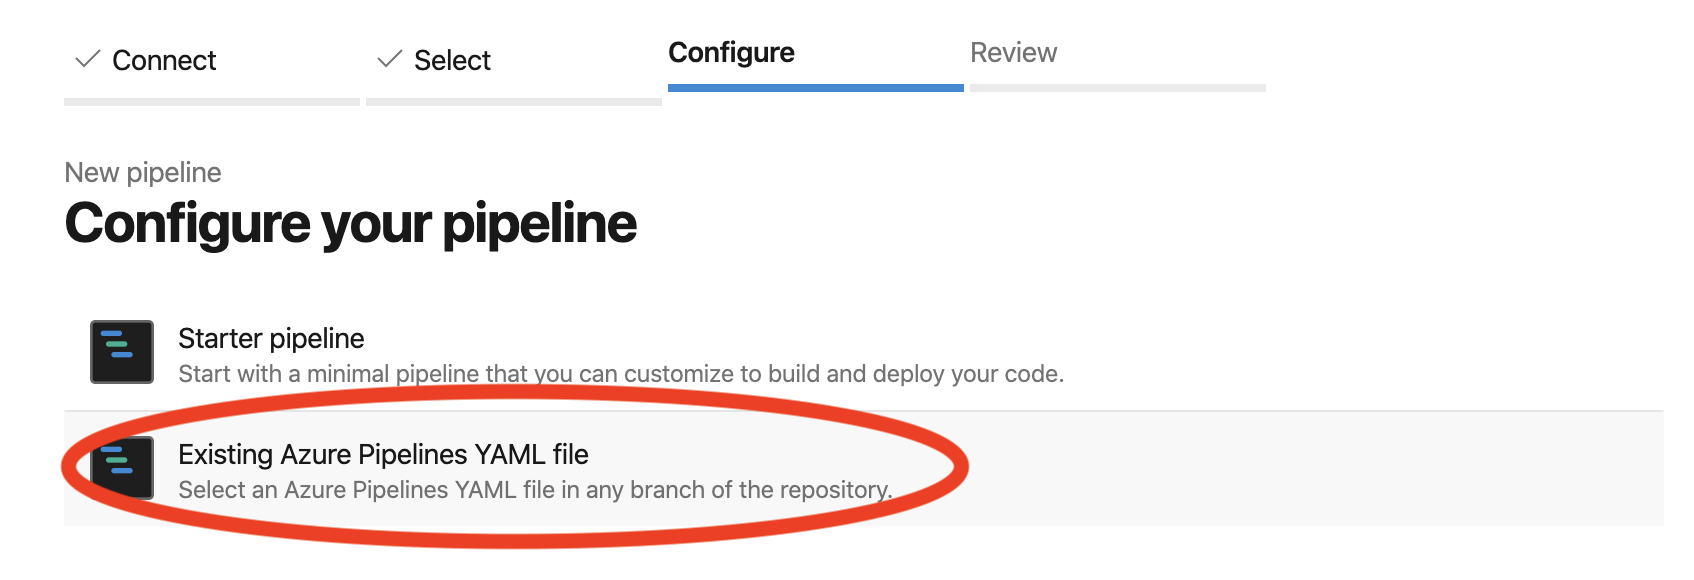 Connect
Select
Configure
Review
New pipeline
Configure your pipeline
Starter pipeline
Start with a minimal pipeline that you can customize to build and deploy your code.
Existing Azure Pipelines YAML file
Select an Azure Pipelines YAML file in any branch of the repository.